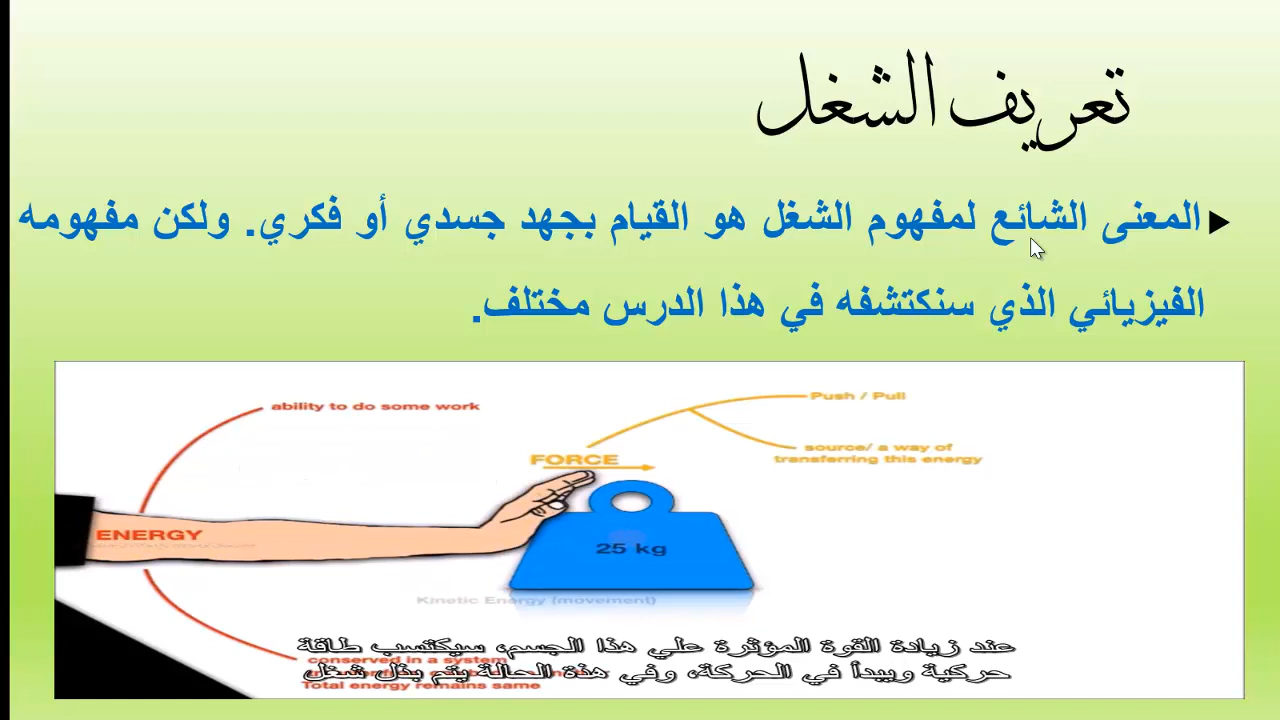 تعريف الشغل
المعنى الشائع لمفهوم الشغل هو القيام بجهد جسدي أو فكري. ولكن مفهومه
الفيزيائي الذي سنكتشفه في هذا الدرس مختلف.
ability to do some work
Push / Pull
FORCE
source/ a way of
transferring this energy
ENERGY
25 kg
Kinetic Energy (movement)
عند زيادة القوة المؤثرة علي هذا الجسم، سيكتسب طاقة
حركية ويبدأ في الحركة، وفي هذة الحالة يتم بذل شغل
conserved in a system
Total energy remains same